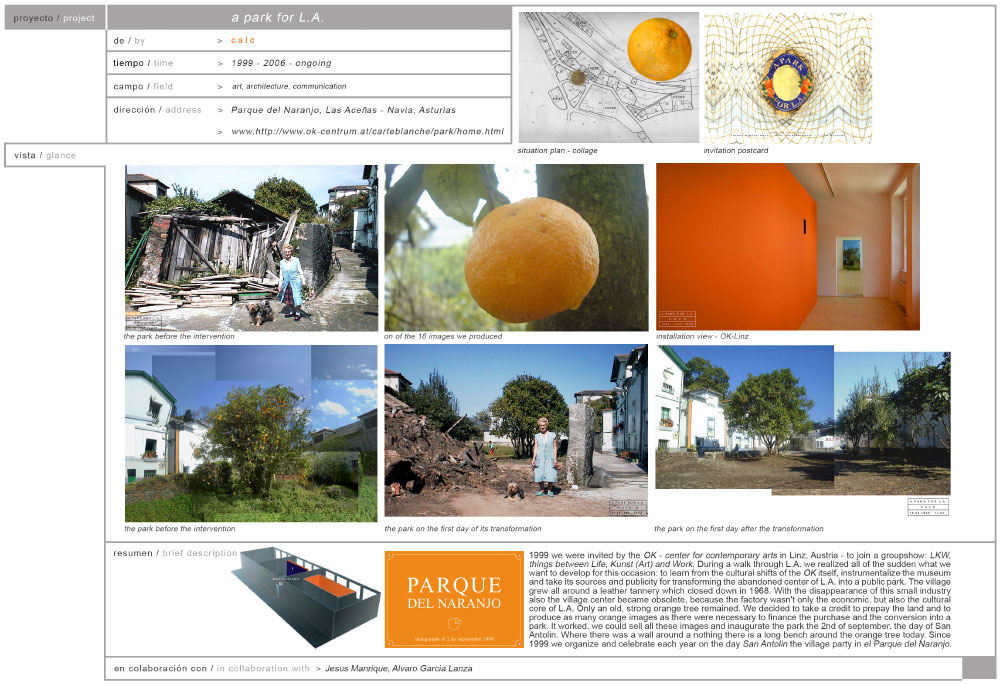 proyecto / project
a park for L.A.
de / by > calc
tiempo / time > 1999 - 2006 - ongoing
campo / field > art, architecture, communication
dirección / address > Parque del Naranjo, Las Aceñas - Navia, Asturias
> www.http://www.ok-centrum.at/carteblanche/park/home.html
situation plan - collage
A PARK
FOR L.A.
invitation postcard
vista / glance
the park before the intervention
on of the 16 images we produced
installation view - OK-Linz
the park before the intervention
the park on the first day of its transformation
A PARK FOR L.A.
CALC
the park on the first day after the transformation
resumen / brief description
PARQUE
DEL NARANJO
inaugurado el 2 de septiembre 1999
1999 we were invited by the OK - center for contemporary arts in Linz, Austria - to join a groupshow: LKW,
things between Life, Kunst (Art) and Work. During a walk through L.A. we realized all of the sudden what we
want to develop for this occasion: to learn from the cultural shifts of the OK itself, instrumentalize the museum
and take its sources and publicity for transforming the abandoned center of L.A. into a public park. The village
grew all around a leather tannery which closed down in 1968. With the disappearance of this small industry
also the village center became obsolete, because the factory wasn't only the economic, but also the cultural
core of L.A. Only an old, strong orange tree remained. We decided to take a credit to prepay the land and to
produce as many orange images as there were necessary to finance the purchase and the conversion into a
park. It worked, we could sell all these images and inaugurate the park the 2nd of september, the day of San
Antolin. Where there was a wall around a nothing there is a long bench around the orange tree today. Since
1999 we organize and celebrate each year on the day San Antolin the village party in el Parque del Naranjo.
en colaboración con / in collaboration with > Jesus Manrique, Alvaro Garcia Lanza